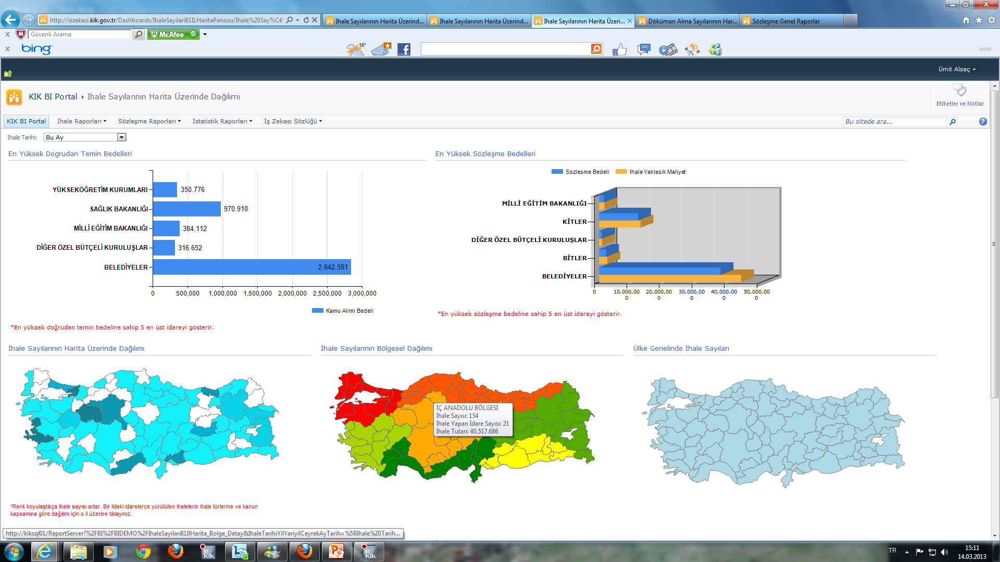 http://iszekasi.kik.gov.tr/Dashboards/IhaleSayilari81ILHaritaPanosu/Ihale%20Say%C4'
Ihale Sayılarının Harita Üzerind...
Ihale Sayılarının Harita Üzerind...
Ihale Sayılarının Harita Üzeri...
Döküman Alma Sayılarının Har...
Sözleşme Genel Raporlar
Güvenli Arama
McAfee
bing
18°
Ümit Alsaç
KIK BI Portal
Ihale Sayılarının Harita Üzerinde Dağılımı
Etiketler ve Notlar
KIK BI Portal
İhale Raporları
Sözleşme Raporları
İstatistik Raporları
İş Zekası Sözlüğü
Bu sitede ara...
Ihale Tarihi:
Bu Ay
En Yüksek Dogrudan Temin Bedelleri
YÜKSEKÖĞRETİM KURUMLARI
350.776
SAĞLIK BAKANLIĞI
970.910
MİLLİ EĞİTİM BAKANLIĞI
384.112
DİĞER ÖZEL BÜTÇELİ KURULUŞLAR
316.652
BELEDİYELER
2.842.591
0 500,000 1,000,000 1,500,000 2,000,000 2,500,000 3,000,000
Kamu Alimi Bedeli
*En yüksek doğrudan temin bedeline sahip 5 en üst idareyi gösterir.
En Yüksek Sözleşme Bedelleri
Sozlesme Bedeli
Ihale Yaklasik Maliyet
MİLLİ EĞİTİM BAKANLIĞI
KİTLER
DİĞER ÖZEL BÜTÇELİ KURULUŞLAR
BİTLER
BELEDİYELER
0 10,000,00 20,000,00 30,000,00 40,000,00 50,000,00
0 0 0 0 0
*En yüksek sözleşme bedeline sahip 5 en üst idareyi gösterir.
İhale Sayılarının Harita Üzerinde Dağılımı
İhale Sayılarının Bölgesel Dağılımı
Ülke Genelinde İhale Sayıları
İÇ ANADOLU BÖLGESİ
İhale Sayısı: 154
İhale Yapan İdare Sayısı: 21
İhale Tutarı: 40.517.686
*Renk koyulaştıkça ihale sayısı artar. Bir ildeki idarelerce yürütülen ihalelerin ihale türlerine ve kanun
kapsamına göre dağılımı için o il üzerine tıklayınız.
http://kiksql01/ReportServer?%2FBI%2FBIDEMO%2FIhaleSayilari81IlHarita_Bolge_Detay&IhaleTarihiYilYariyilCeyrekAyTarih=%5BIhale%20Tarih...
e kik
e kik
TR
15:11
14.03.2013